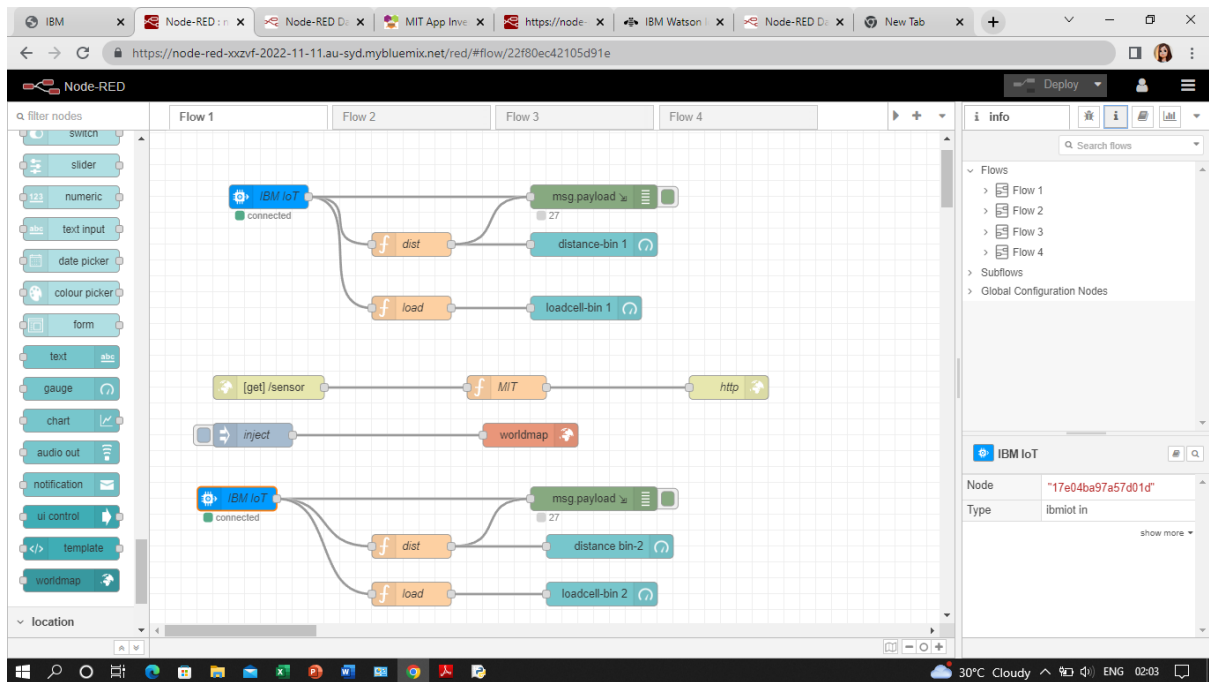 IBM
Node-RED : n
Node-RED Da
MIT App Inve
https://node-
IBM Watson I
Node-RED Da
New Tab
https://node-red-xxzvf-2022-11-11.au-syd.mybluemix.net/red/#flow/22f80ec42105d91e
Node-RED
Deploy
filter nodes
Flow 1
Flow 2
Flow 3
Flow 4
i info
i
switch
slider
123 numeric
abc text input
date picker
colour picker
form
text abc
gauge
chart
audio out
notification
ui control
</> template
worldmap
location
IBM IoT
connected
msg.payload
27
f dist
distance-bin 1
f load
loadcell-bin 1
[get] /sensor
f MIT
http
inject
worldmap
IBM IoT
connected
msg.payload
27
f dist
distance bin-2
f load
loadcell-bin 2
Search flows
Flows
Flow 1
Flow 2
Flow 3
Flow 4
Subflows
Global Configuration Nodes
IBM IoT
Node "17e04ba97a57d01d"
Type ibmiot in
show more
30°C Cloudy ENG 02:03